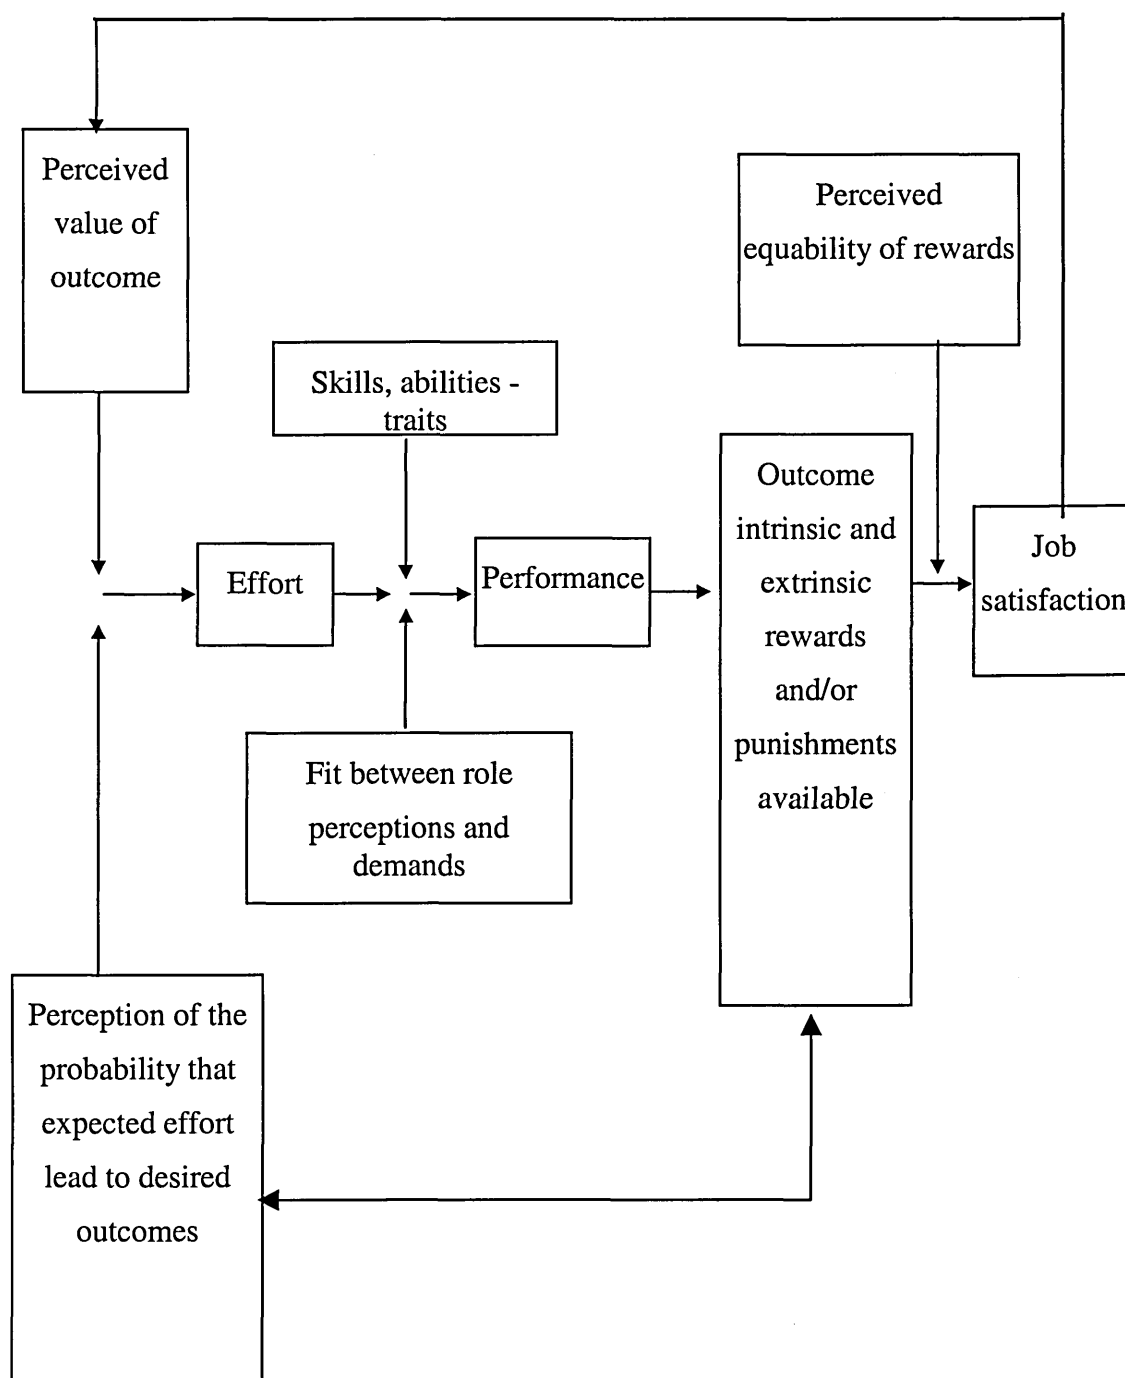 Perceived
value of
outcome
Perceived
equability of rewards
Skills, abilities -
traits
Effort
Performance
Outcome
intrinsic and
extrinsic
rewards
and/or
punishments
available
Job
satisfaction
Fit between role
perceptions and
demands
Perception of the
probability that
expected effort
lead to desired
outcomes